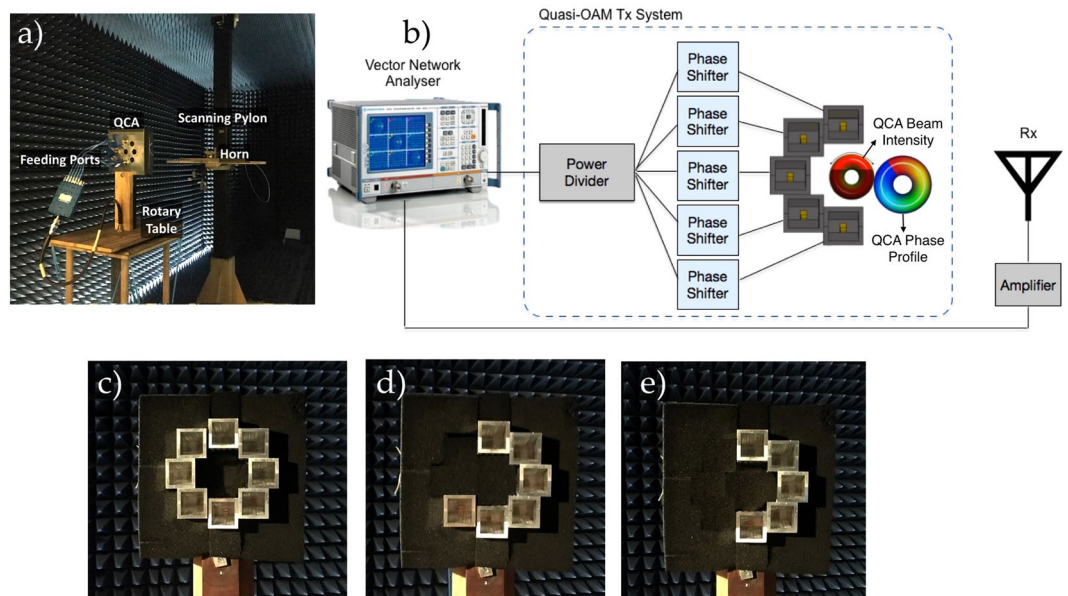 a)
QCA
Scanning Pylon
Feeding Ports
Horn
Rotary
Table
b)
Quasi-OAM Tx System
Vector Network
Analyser
Power
Divider
Phase
Shifter
Phase
Shifter
Phase
Shifter
Phase
Shifter
Phase
Shifter
QCA Beam
Intensity
QCA Phase
Profile
Rx
Amplifier
c)
d)
e)